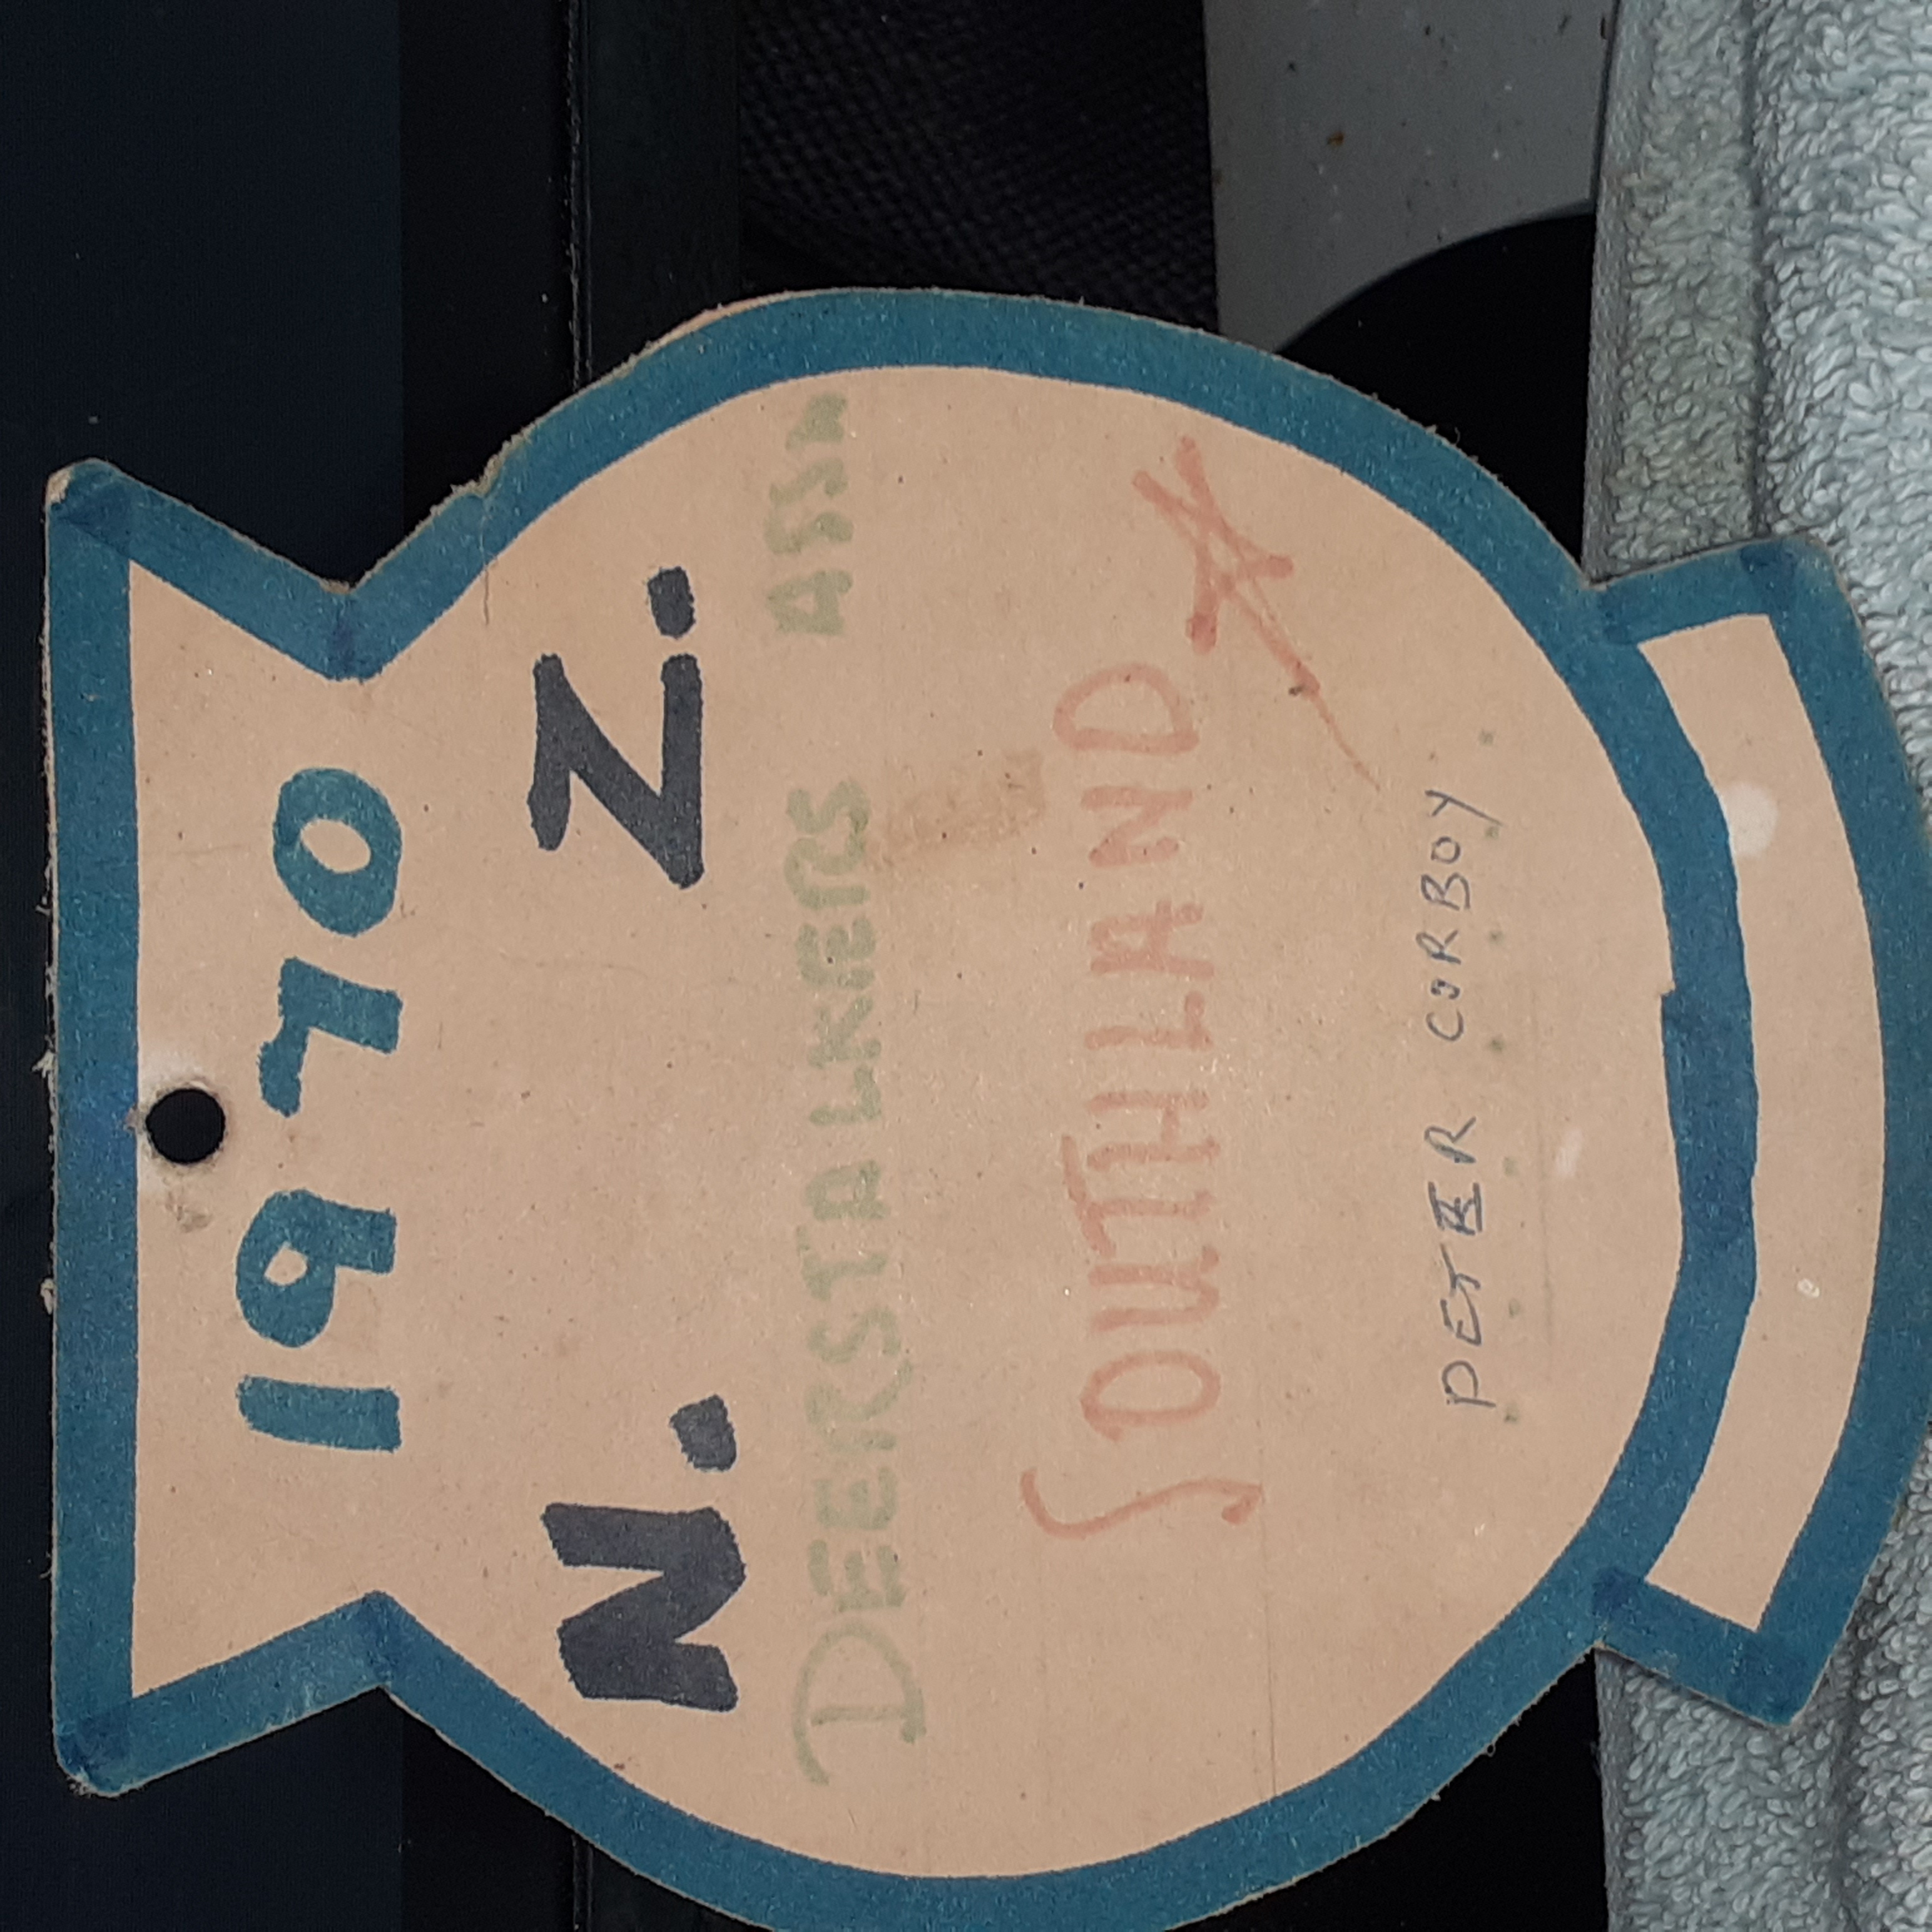 1970
N. Z.
DEERSTALKERS ASSN
SOUTHLAND
PETER CORBOY